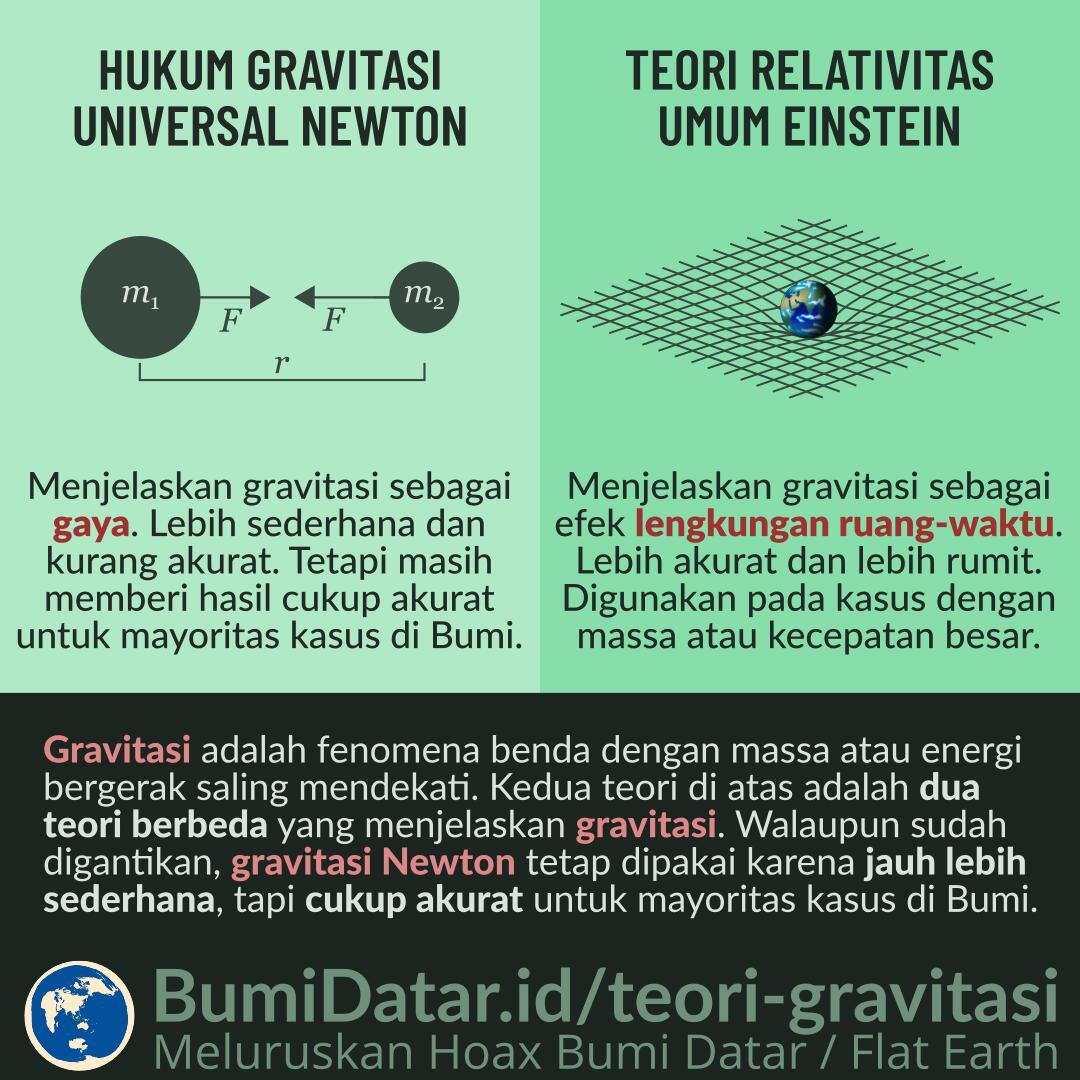 HUKUM GRAVITASI
UNIVERSAL NEWTON
m₁
F
F
m₂
r
Menjelaskan gravitasi sebagai
gaya. Lebih sederhana dan
kurang akurat. Tetapi masih
memberi hasil cukup akurat
untuk mayoritas kasus di Bumi.
TEORI RELATIVITAS
UMUM EINSTEIN
Menjelaskan gravitasi sebagai
efek lengkungan ruang-waktu.
Lebih akurat dan lebih rumit.
Digunakan pada kasus dengan
massa atau kecepatan besar.
Gravitasi adalah fenomena benda dengan massa atau energi
bergerak saling mendekati. Kedua teori di atas adalah dua
teori berbeda yang menjelaskan gravitasi. Walaupun sudah
digantikan, gravitasi Newton tetap dipakai karena jauh lebih
sederhana, tapi cukup akurat untuk mayoritas kasus di Bumi.
BumiDatar.id/teori-gravitasi
Meluruskan Hoax Bumi Datar / Flat Earth